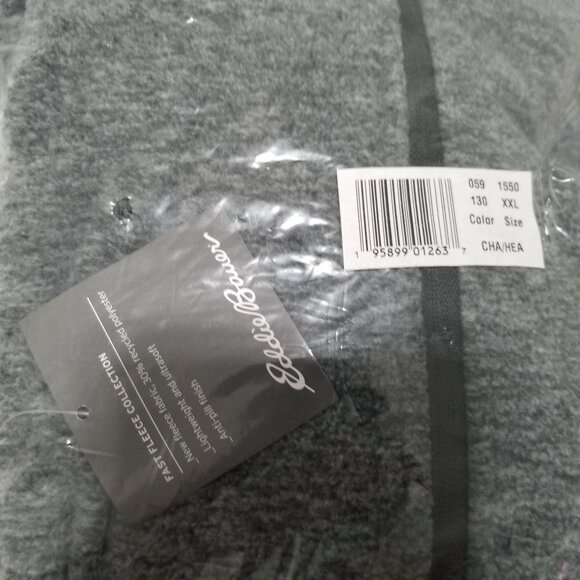 059 1550
130 XXL
Color Size
1 95899 01263 7
CHA/HEA
Eddie Bauer
FAST FLEECE COLLECTION
New fleece fabric, 30% recycled polyester
Lightweight and ultrasoft
Anti-pill finish